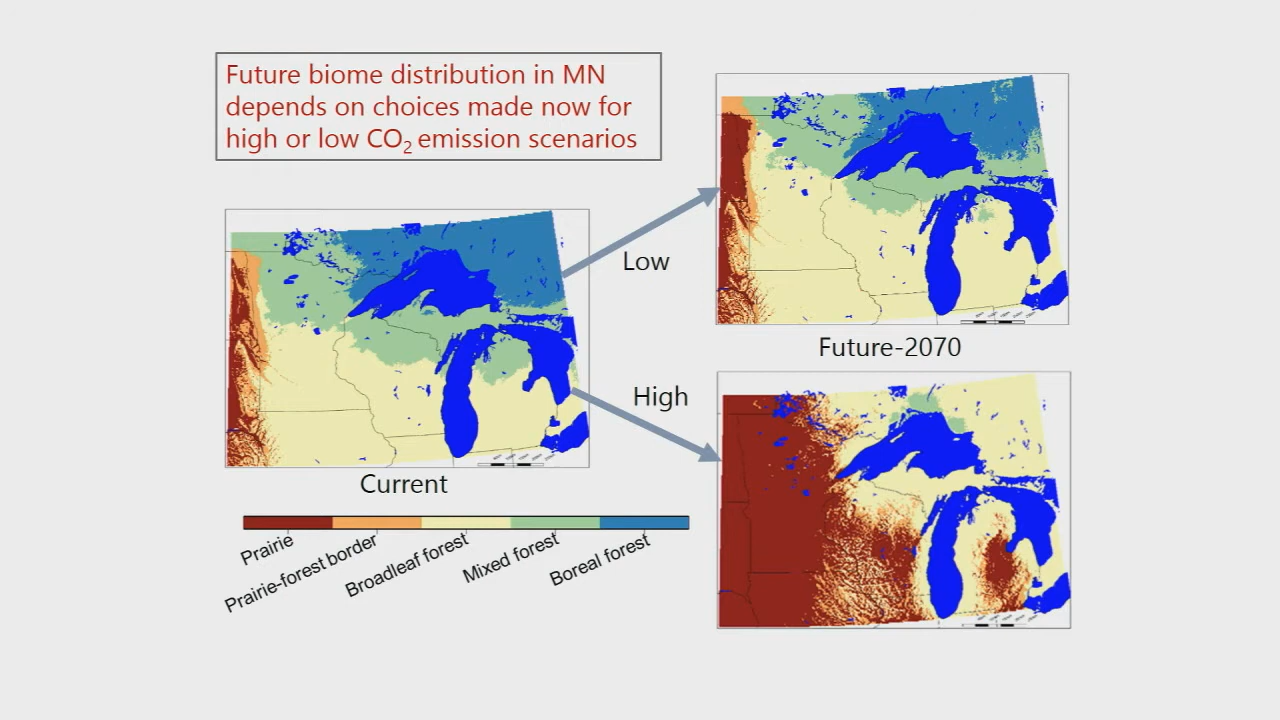 Future biome distribution in MN
depends on choices made now for
high or low CO₂ emission scenarios
Low
Future-2070
High
Current
Prairie
Prairie-forest border
Broadleaf forest
Mixed forest
Boreal forest